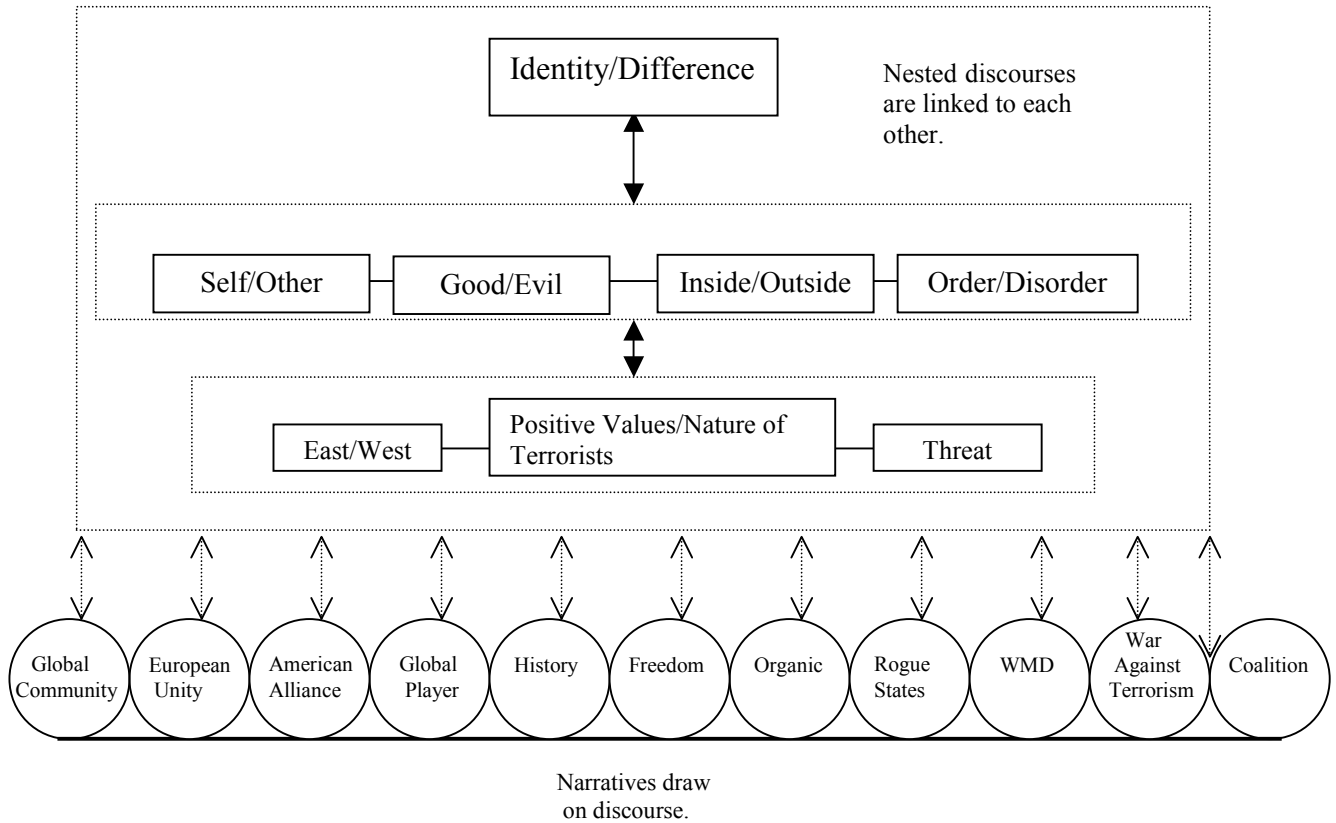 Identity/Difference
Nested discourses
are linked to each
other.
Self/Other
Good/Evil
Inside/Outside
Order/Disorder
Positive Values/Nature of
Terrorists
East/West
Threat
Global
Community
European
Unity
American
Alliance
Global
Player
History
Freedom
Organic
Rogue
States
WMD
War
Against
Terrorism
Coalition
Narratives draw
on discourse.